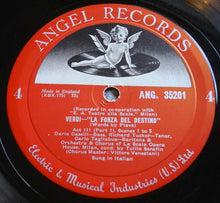 ANGEL RECORDS
Made in England
ANG. 35201
4
4
(Recorded in cooperation with
"E. A. Teatro alla Scala," Milan)
VERDI—"LA FORZA DEL DESTINO"
(Words by Piave)
Act III (Part 1), Scenes 1 to 5
Dario Caselli-Bass, Richard Tucker-Tenor,
Carlo Tagliabue-Baritone &
Orchestra & Chorus of La Scala Opera
House, Milan, cond. by Tullio Serafin
(Chorus Master: Vittore Veneziani)
Sung in Italian
Electric & Musical Industries (U.S.) Ltd.